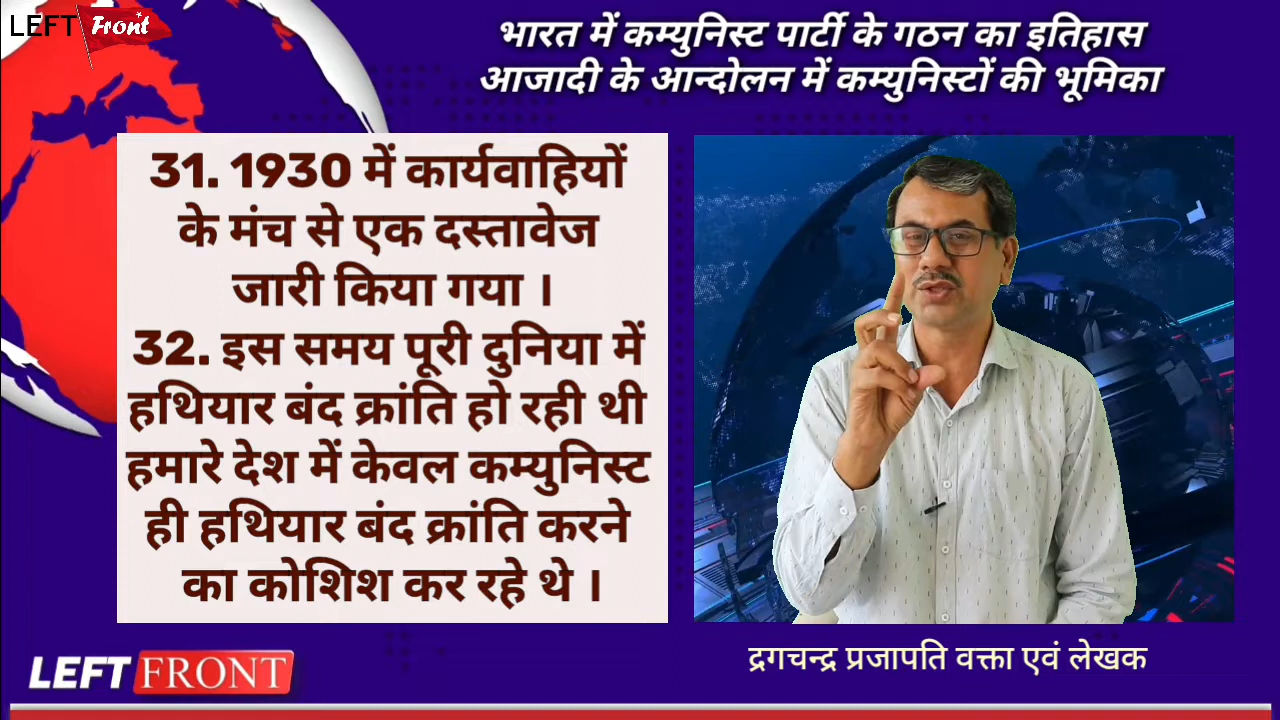 LEFT Front
भारत में कम्युनिस्ट पार्टी के गठन का इतिहास
आजादी के आन्दोलन में कम्युनिस्टों की भूमिका
31. 1930 में कार्यवाहियों
के मंच से एक दस्तावेज
जारी किया गया ।
32. इस समय पूरी दुनिया में
हथियार बंद क्रांति हो रही थी
हमारे देश में केवल कम्युनिस्ट
ही हथियार बंद क्रांति करने
का कोशिश कर रहे थे ।
LEFT FRONT
द्रगचन्द्र प्रजापति वक्ता एवं लेखक